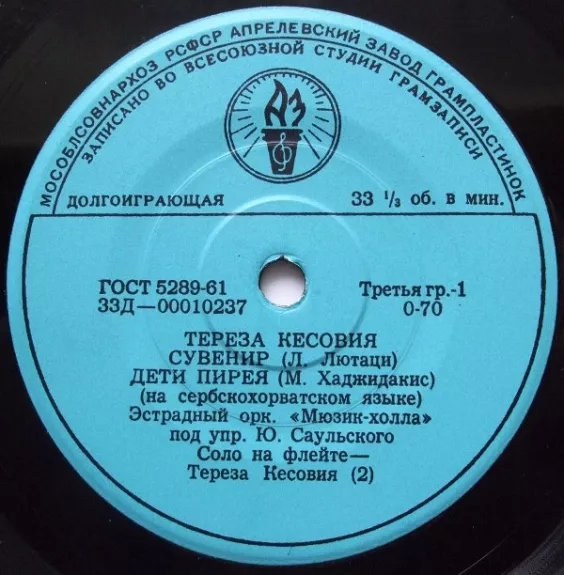 МОСОБЛСОВНАРХОЗ РСФСР АПРЕЛЕВСКИЙ ЗАВОД ГРАМПЛАСТИНОК
ЗАПИСАНО ВО ВСЕСОЮЗНОЙ СТУДИИ ГРАМЗАПИСИ
АЗ
ДОЛГОИГРАЮЩАЯ 33 1/3 об. в мин.
ГОСТ 5289-61 Третья гр.-1
33Д—00010237 0-70
ТЕРЕЗА КЕСОВИЯ
СУВЕНИР (Л. Лютаци)
ДЕТИ ПИРЕЯ (М. Хаджидакис)
(на сербскохорватском языке)
Эстрадный орк. «Мюзик-холла»
под упр. Ю. Саульского
Соло на флейте—
Тереза Кесовия (2)